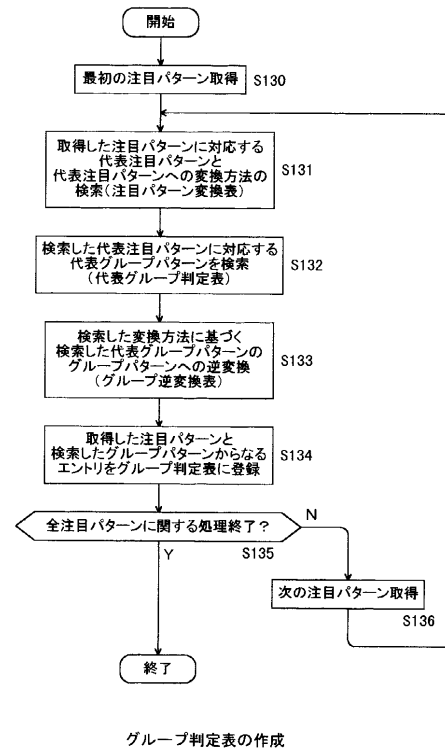 開始
最初の注目パターン取得
S130
取得した注目パターンに対応する
代表注目パターンと
代表注目パターンへの変換方法の
検索（注目パターン変換表）
S131
検索した代表注目パターンに対応する
代表グループパターンを検索
（代表グループ判定表）
S132
検索した変換方法に基づく
検索した代表グループパターンの
グループパターンへの逆変換
（グループ逆変換表）
S133
取得した注目パターンと
検索したグループパターンからなる
エントリをグループ判定表に登録
S134
全注目パターンに関する処理終了？
N
Y
S135
次の注目パターン取得
S136
終了
グループ判定表の作成